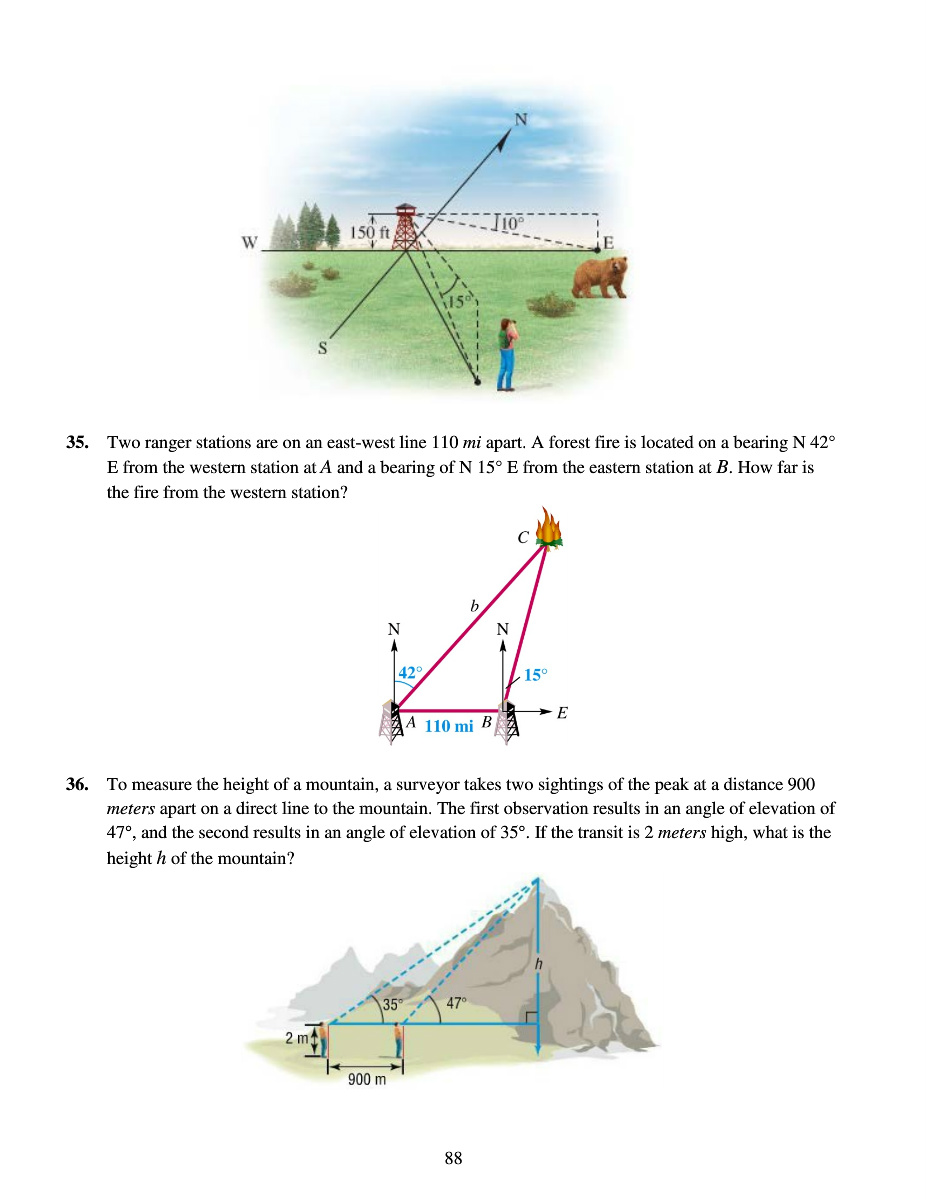 N
150 ft
10°
W
E
15°
S
35. Two ranger stations are on an east-west line 110 mi apart. A forest fire is located on a bearing N 42°
E from the western station at A and a bearing of N 15° E from the eastern station at B. How far is
the fire from the western station?
C
b
N
N
42°
15°
A
110 mi
B
E
36. To measure the height of a mountain, a surveyor takes two sightings of the peak at a distance 900
meters apart on a direct line to the mountain. The first observation results in an angle of elevation of
47°, and the second results in an angle of elevation of 35°. If the transit is 2 meters high, what is the
height h of the mountain?
h
35°
47°
2 m
900 m
88